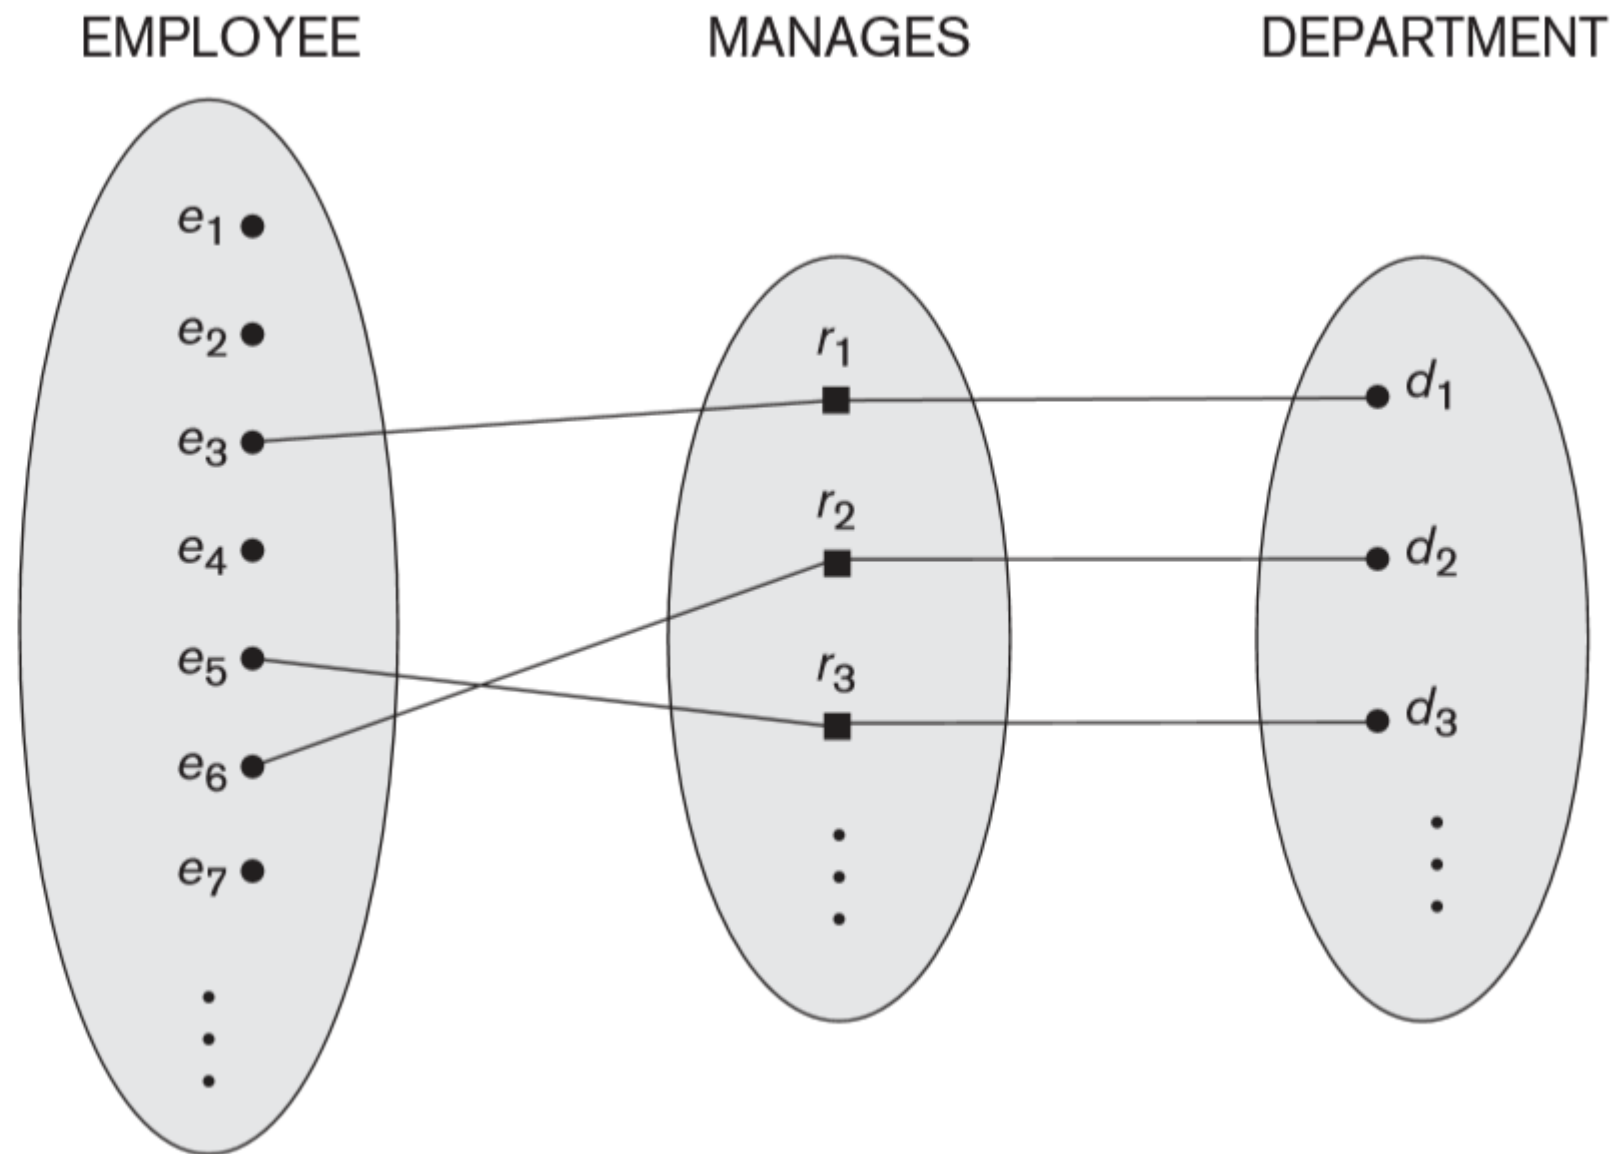 EMPLOYEE MANAGES DEPARTMENT
e1
e2
e3
e4
e5
e6
e7
r1
r2
r3
d1
d2
d3